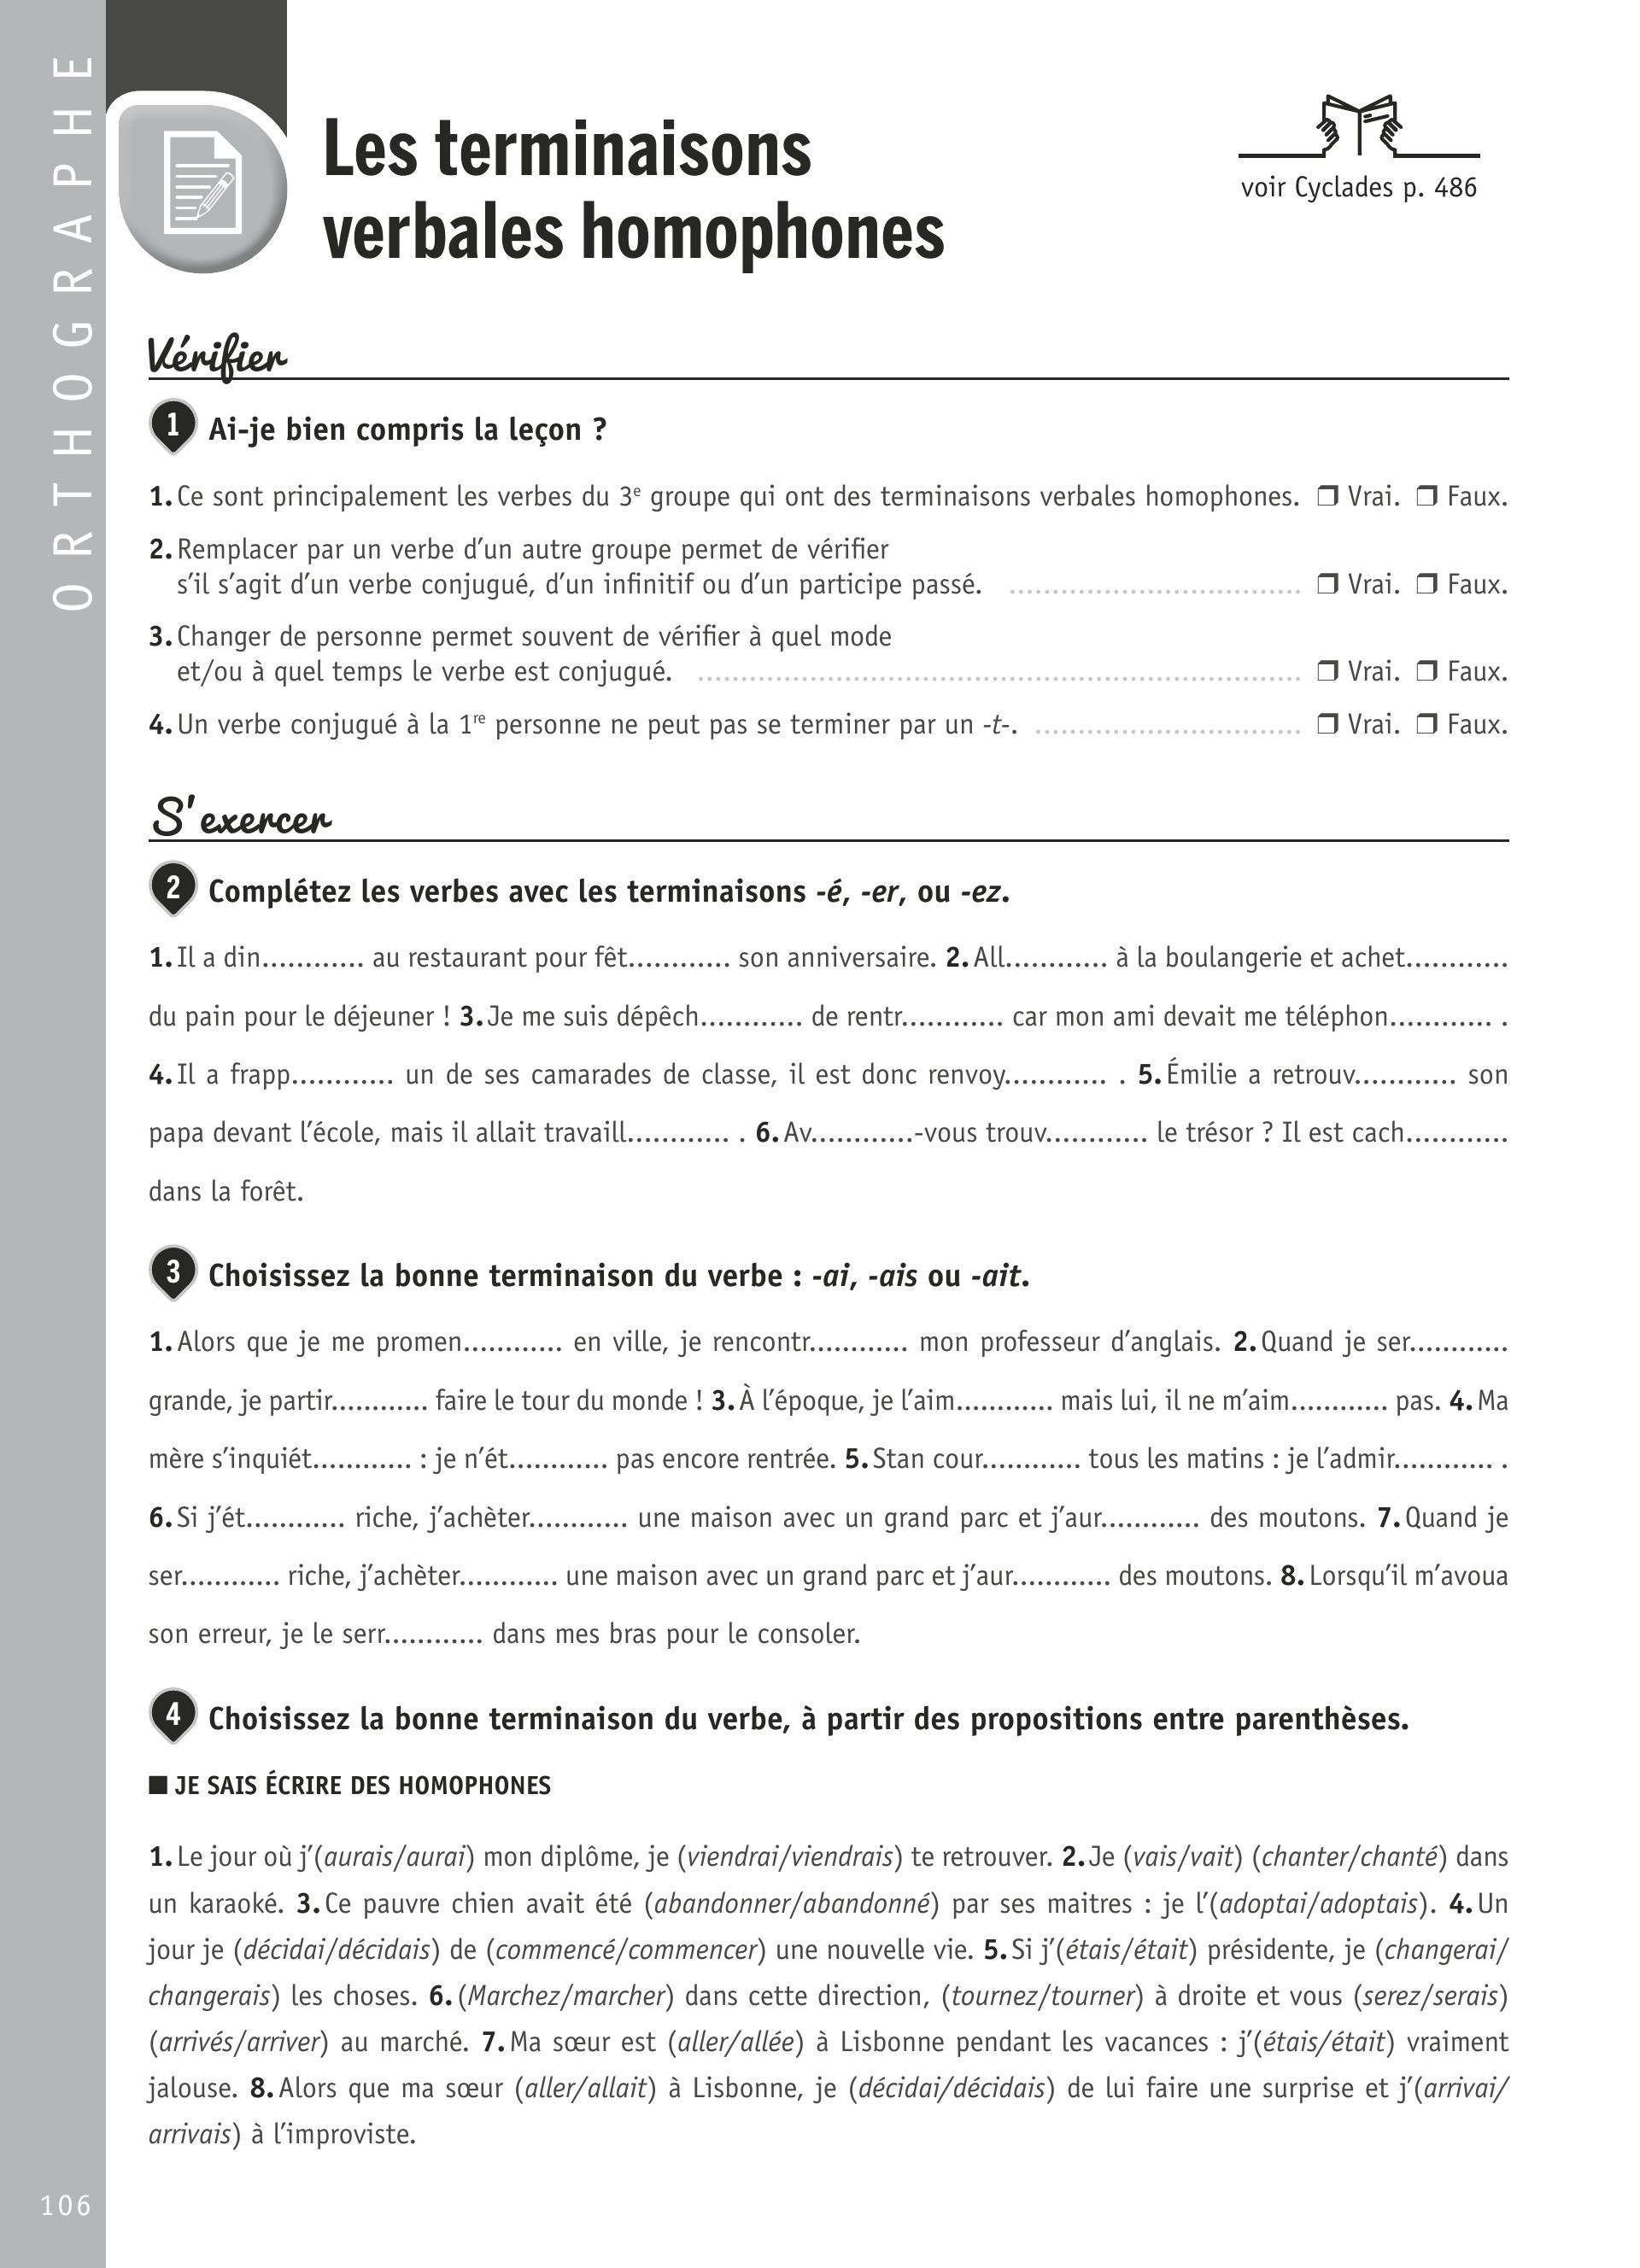 ORTHOGRAPHE
Les terminaisons
verbales homophones
voir Cyclades p. 486
Vérifier
1 Ai-je bien compris la leçon ?
1. Ce sont principalement les verbes du 3e groupe qui ont des terminaisons verbales homophones. ❒ Vrai. ❒ Faux.
2. Remplacer par un verbe d’un autre groupe permet de vérifier
s’il s’agit d’un verbe conjugué, d’un infinitif ou d’un participe passé. .................................. ❒ Vrai. ❒ Faux.
3. Changer de personne permet souvent de vérifier à quel mode
et/ou à quel temps le verbe est conjugué. ...................................................................... ❒ Vrai. ❒ Faux.
4. Un verbe conjugué à la 1re personne ne peut pas se terminer par un -t-. ............................... ❒ Vrai. ❒ Faux.
S'exercer
2 Complétez les verbes avec les terminaisons -é, -er, ou -ez.
1. Il a din............ au restaurant pour fêt............ son anniversaire. 2. All............ à la boulangerie et achet............
du pain pour le déjeuner ! 3. Je me suis dépêch............ de rentr............ car mon ami devait me téléphon............ .
4. Il a frapp............ un de ses camarades de classe, il est donc renvoy............ . 5. Émilie a retrouv............ son
papa devant l’école, mais il allait travaill............ . 6. Av............-vous trouv............ le trésor ? Il est cach............
dans la forêt.
3 Choisissez la bonne terminaison du verbe : -ai, -ais ou -ait.
1. Alors que je me promen............ en ville, je rencontr............ mon professeur d’anglais. 2. Quand je ser............
grande, je partir............ faire le tour du monde ! 3. À l’époque, je l’aim............ mais lui, il ne m’aim............ pas. 4. Ma
mère s’inquiét............ : je n’ét............ pas encore rentrée. 5. Stan cour............ tous les matins : je l’admir............ .
6. Si j’ét............ riche, j’achèter............ une maison avec un grand parc et j’aur............ des moutons. 7. Quand je
ser............ riche, j’achèter............ une maison avec un grand parc et j’aur............ des moutons. 8. Lorsqu’il m’avoua
son erreur, je le serr............ dans mes bras pour le consoler.
4 Choisissez la bonne terminaison du verbe, à partir des propositions entre parenthèses.
■ JE SAIS ÉCRIRE DES HOMOPHONES
1. Le jour où j’(aurais/aurai) mon diplôme, je (viendrai/viendrais) te retrouver. 2. Je (vais/vait) (chanter/chanté) dans
un karaoké. 3. Ce pauvre chien avait été (abandonner/abandonné) par ses maitres : je l’(adoptai/adoptais). 4. Un
jour je (décidai/décidais) de (commencé/commencer) une nouvelle vie. 5. Si j’(étais/était) présidente, je (changerai/
changerais) les choses. 6. (Marchez/marcher) dans cette direction, (tournez/tourner) à droite et vous (serez/serais)
(arrivés/arriver) au marché. 7. Ma sœur est (aller/allée) à Lisbonne pendant les vacances : j’(étais/était) vraiment
jalouse. 8. Alors que ma sœur (aller/allait) à Lisbonne, je (décidai/décidais) de lui faire une surprise et j’(arrivai/
arrivais) à l’improviste.
106